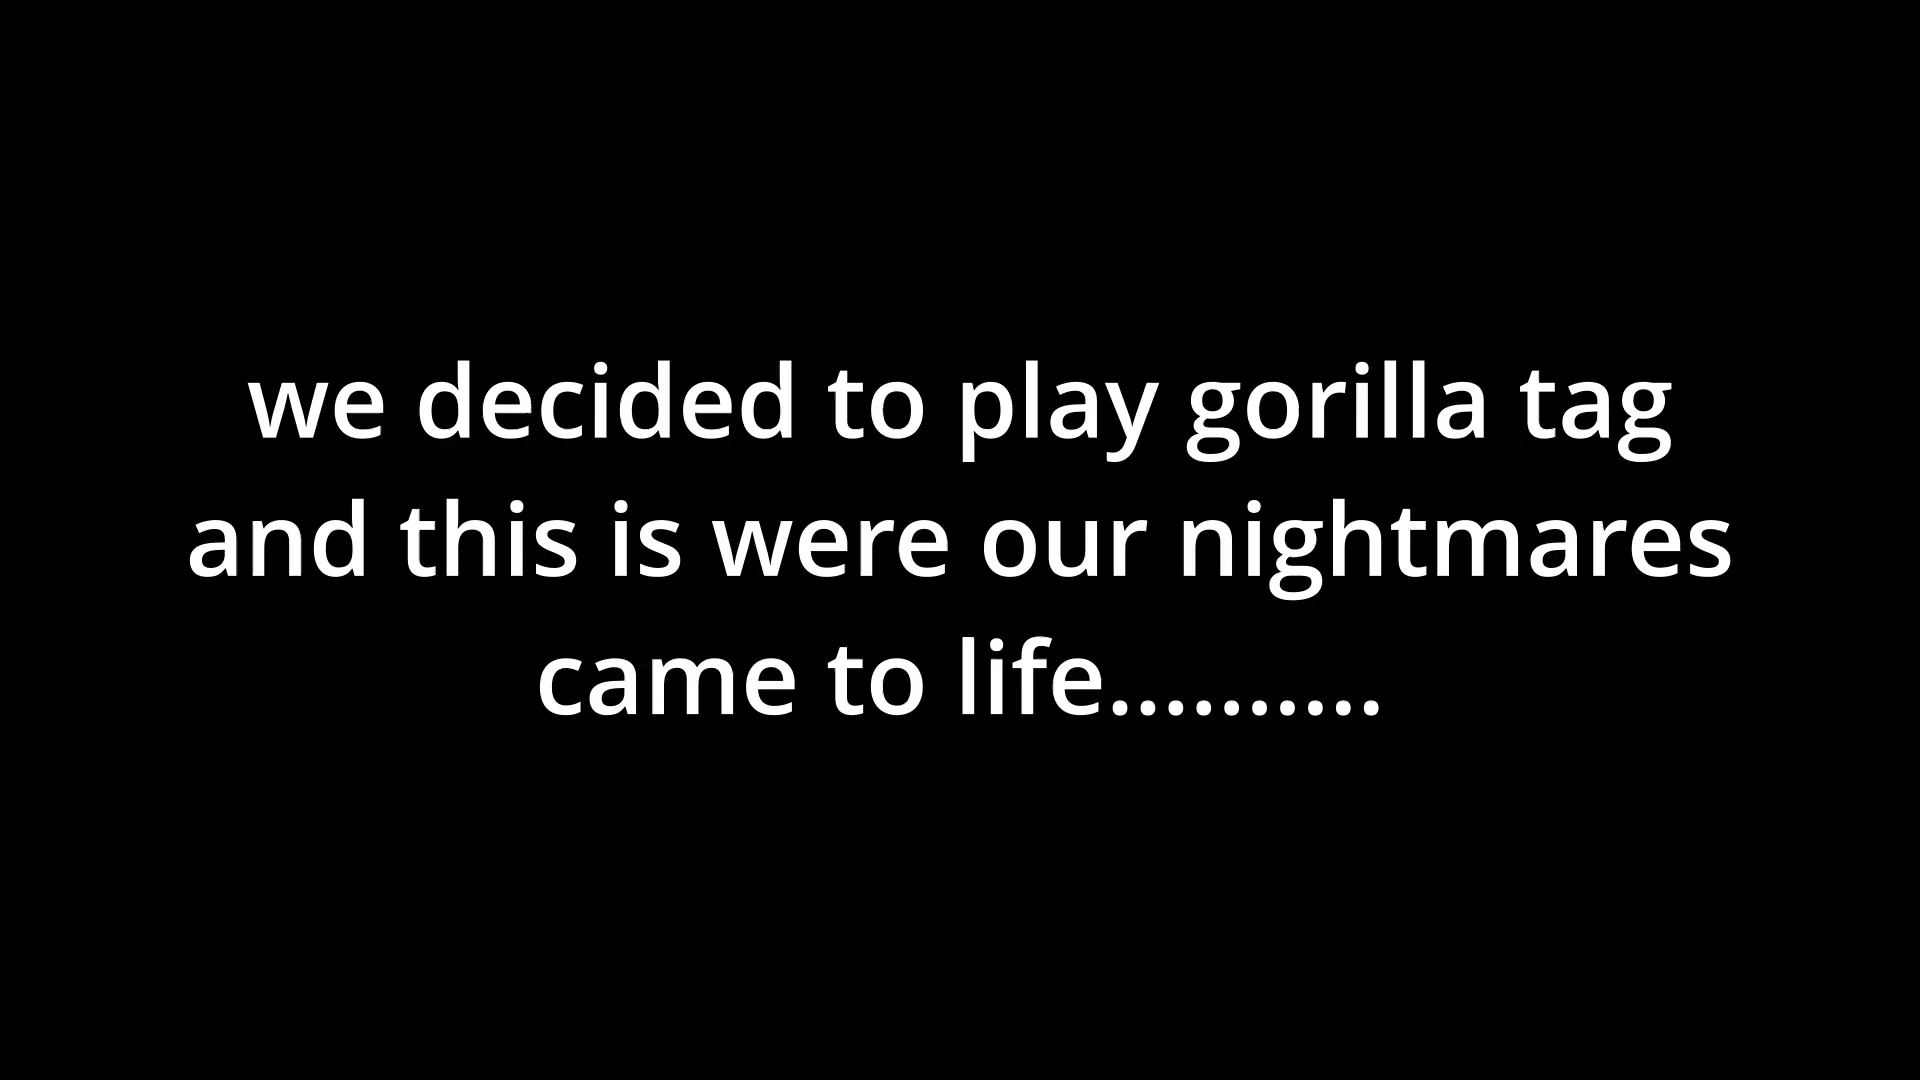 we decided to play gorilla tag
and this is were our nightmares
came to life..........